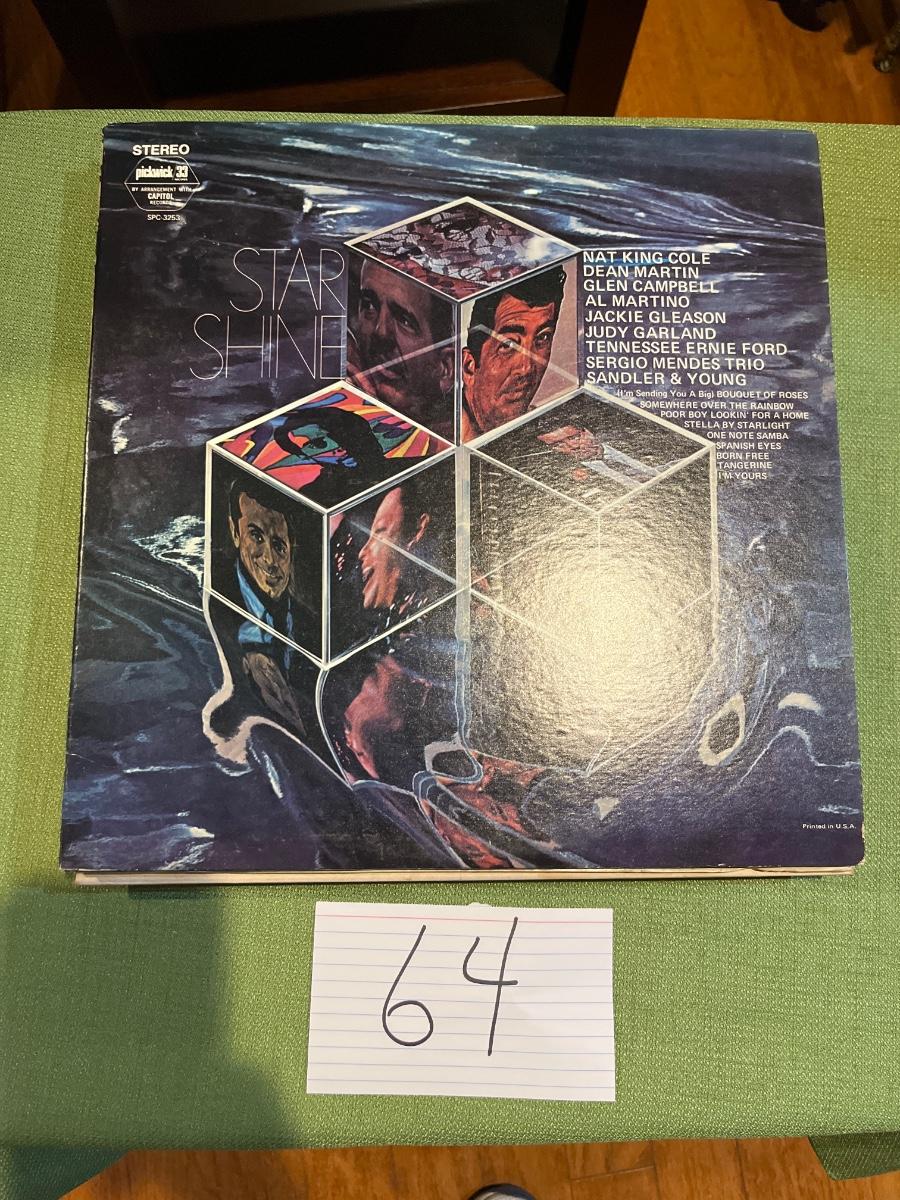 STEREO
pickwick 33
RECORDS
BY ARRANGEMENT WITH
CAPITOL
RECORDS
SPC-3253
STAR
SHINE
NAT KING COLE
DEAN MARTIN
GLEN CAMPBELL
AL MARTINO
JACKIE GLEASON
JUDY GARLAND
TENNESSEE ERNIE FORD
SERGIO MENDES TRIO
SANDLER & YOUNG
(I'm Sending You A Big) BOUQUET OF ROSES
SOMEWHERE OVER THE RAINBOW
POOR BOY LOOKIN' FOR A HOME
STELLA BY STARLIGHT
ONE NOTE SAMBA
SPANISH EYES
BORN FREE
TANGERINE
I'M YOURS
Printed in U.S.A.
64